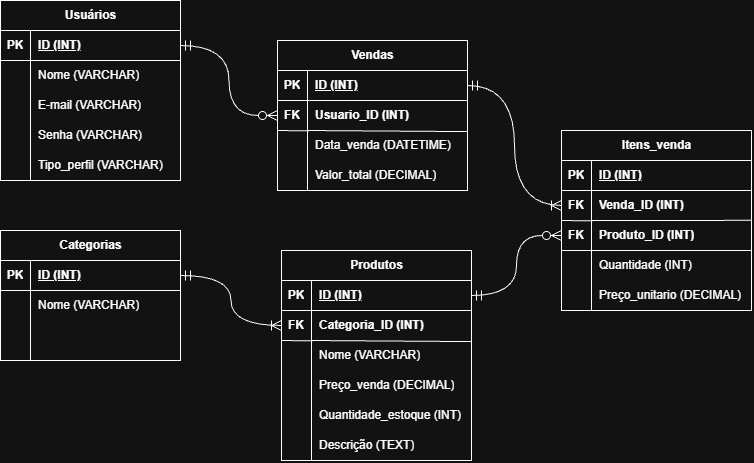 Usuários
PK ID (INT)
Nome (VARCHAR)
E-mail (VARCHAR)
Senha (VARCHAR)
Tipo_perfil (VARCHAR)
Vendas
PK ID (INT)
FK Usuario_ID (INT)
Data_venda (DATETIME)
Valor_total (DECIMAL)
Itens_venda
PK ID (INT)
FK Venda_ID (INT)
FK Produto_ID (INT)
Quantidade (INT)
Preço_unitario (DECIMAL)
Categorias
PK ID (INT)
Nome (VARCHAR)
Produtos
PK ID (INT)
FK Categoria_ID (INT)
Nome (VARCHAR)
Preço_venda (DECIMAL)
Quantidade_estoque (INT)
Descrição (TEXT)